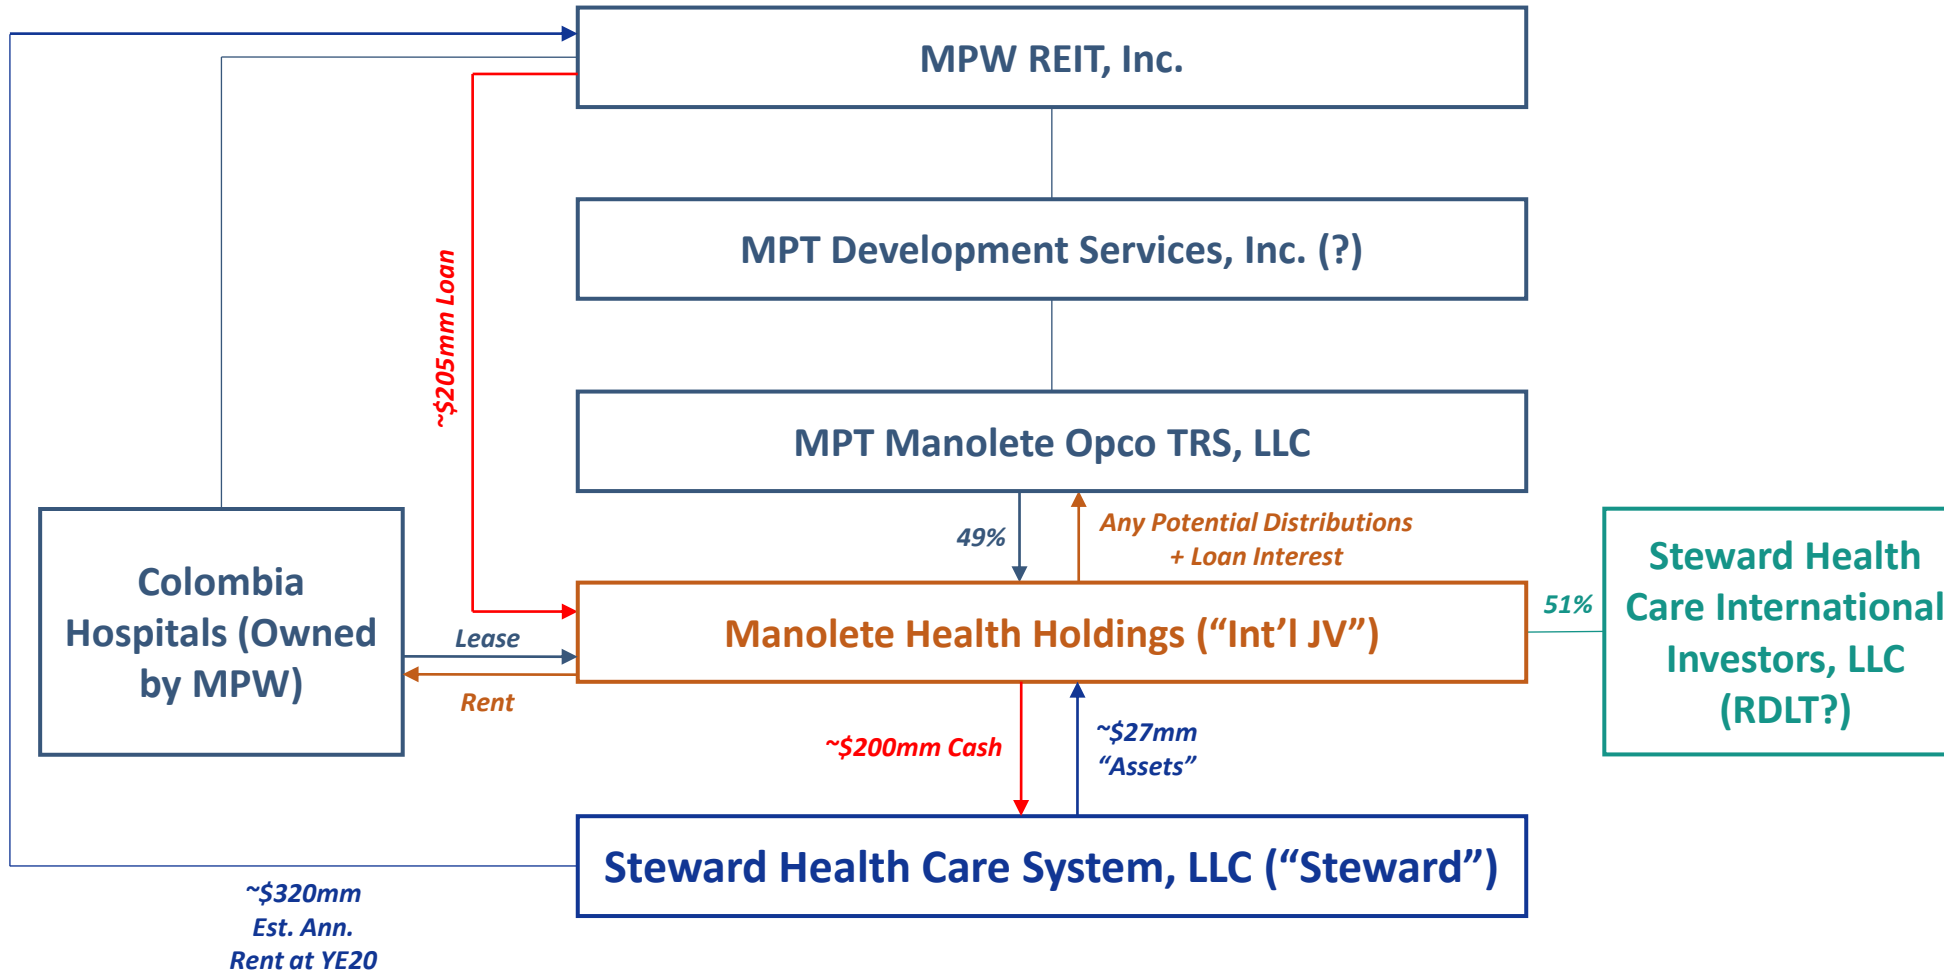 MPW REIT, Inc.
MPT Development Services, Inc. (?)
~$205mm Loan
MPT Manolete Opco TRS, LLC
49%
Any Potential Distributions
+ Loan Interest
Colombia
Hospitals (Owned
by MPW)
Lease
Rent
Manolete Health Holdings (“Int’l JV”)
51%
Steward Health
Care International
Investors, LLC
(RDLT?)
~$200mm Cash
~$27mm
“Assets”
Steward Health Care System, LLC (“Steward”)
~$320mm
Est. Ann.
Rent at YE20